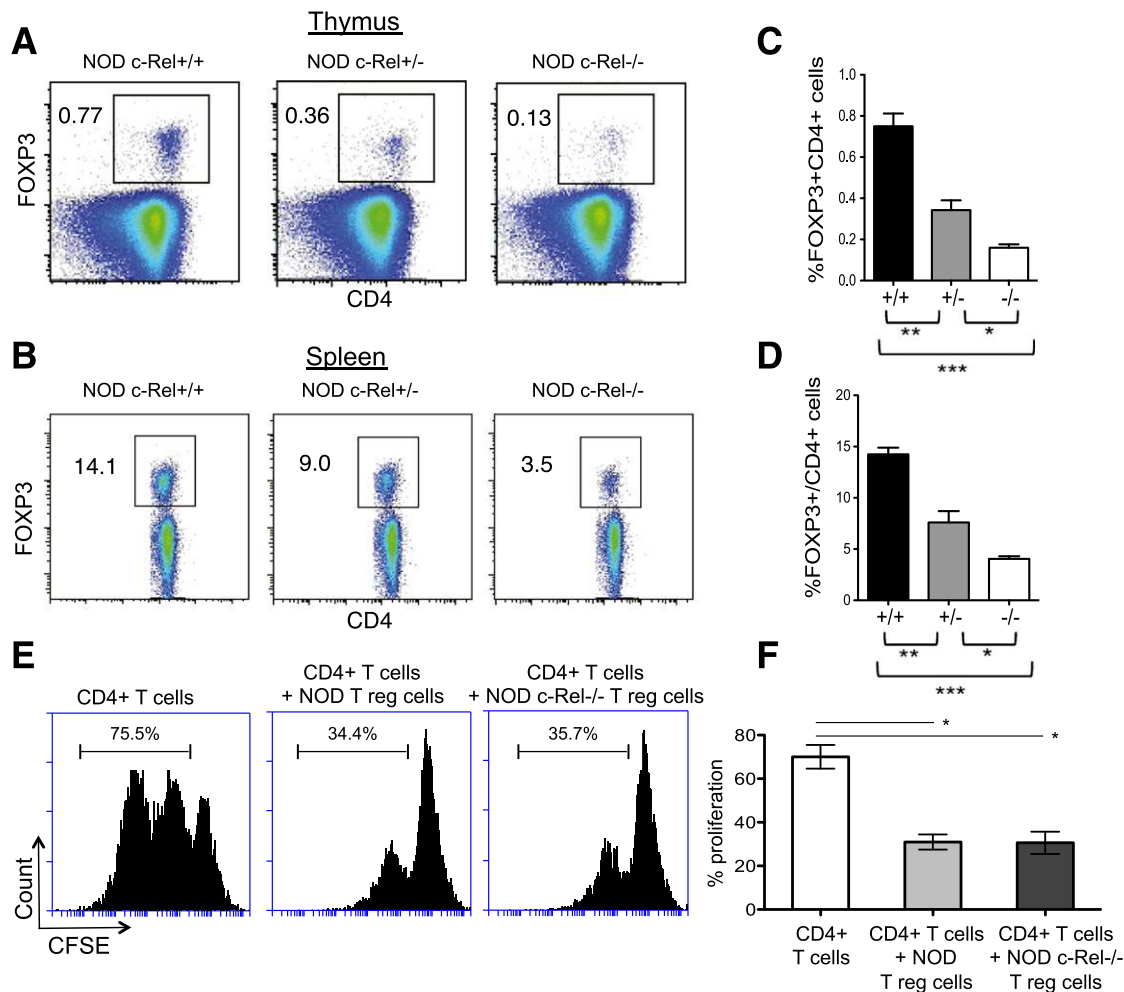 A
Thymus
NOD c-Rel+/+
NOD c-Rel+/-
NOD c-Rel-/-
0.77
0.36
0.13
FOXP3
CD4
C
%FOXP3+CD4+ cells
1.0
0.8
0.6
0.4
0.2
0.0
+/+
+/-
-/-
**
*
***
B
Spleen
NOD c-Rel+/+
NOD c-Rel+/-
NOD c-Rel-/-
14.1
9.0
3.5
FOXP3
CD4
D
%FOXP3+/CD4+ cells
20
15
10
5
0
+/+
+/-
-/-
**
*
***
E
CD4+ T cells
CD4+ T cells
+ NOD T reg cells
CD4+ T cells
+ NOD c-Rel-/- T reg cells
75.5%
34.4%
35.7%
Count
CFSE
F
*
*
% proliferation
80
60
40
20
0
CD4+
T cells
CD4+ T cells
+ NOD
T reg cells
CD4+ T cells
+ NOD c-Rel-/-
T reg cells